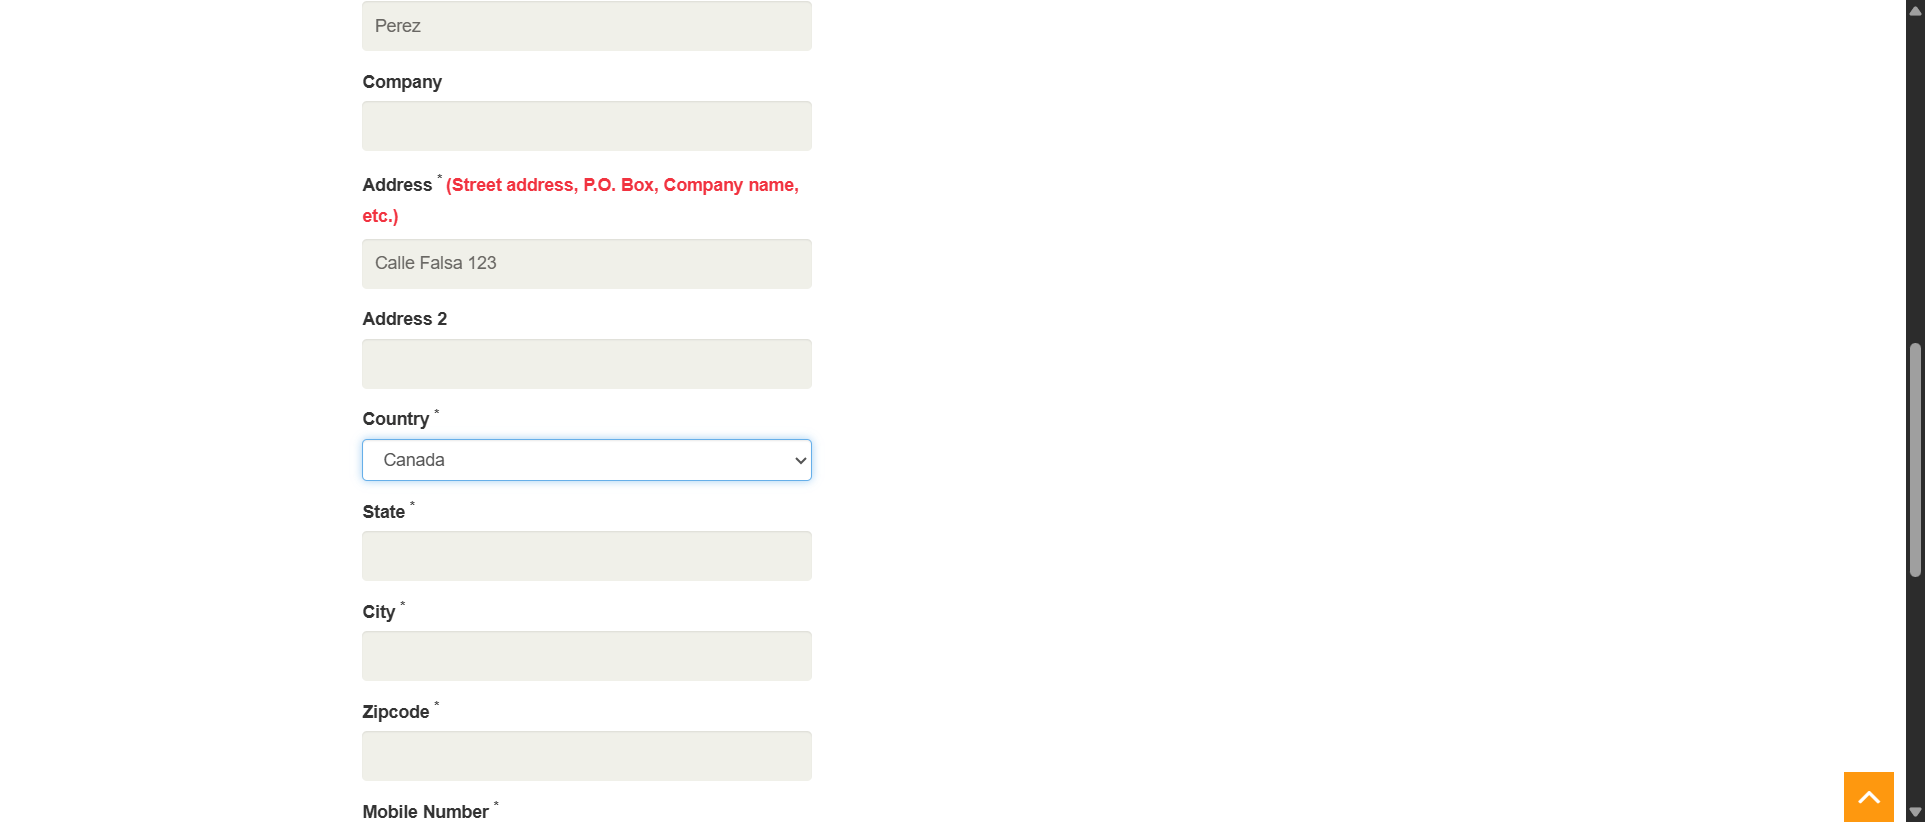 Perez
Company
Address * (Street address, P.O. Box, Company name,
etc.)
Calle Falsa 123
Address 2
Country *
Canada
State *
City *
Zipcode *
Mobile Number *